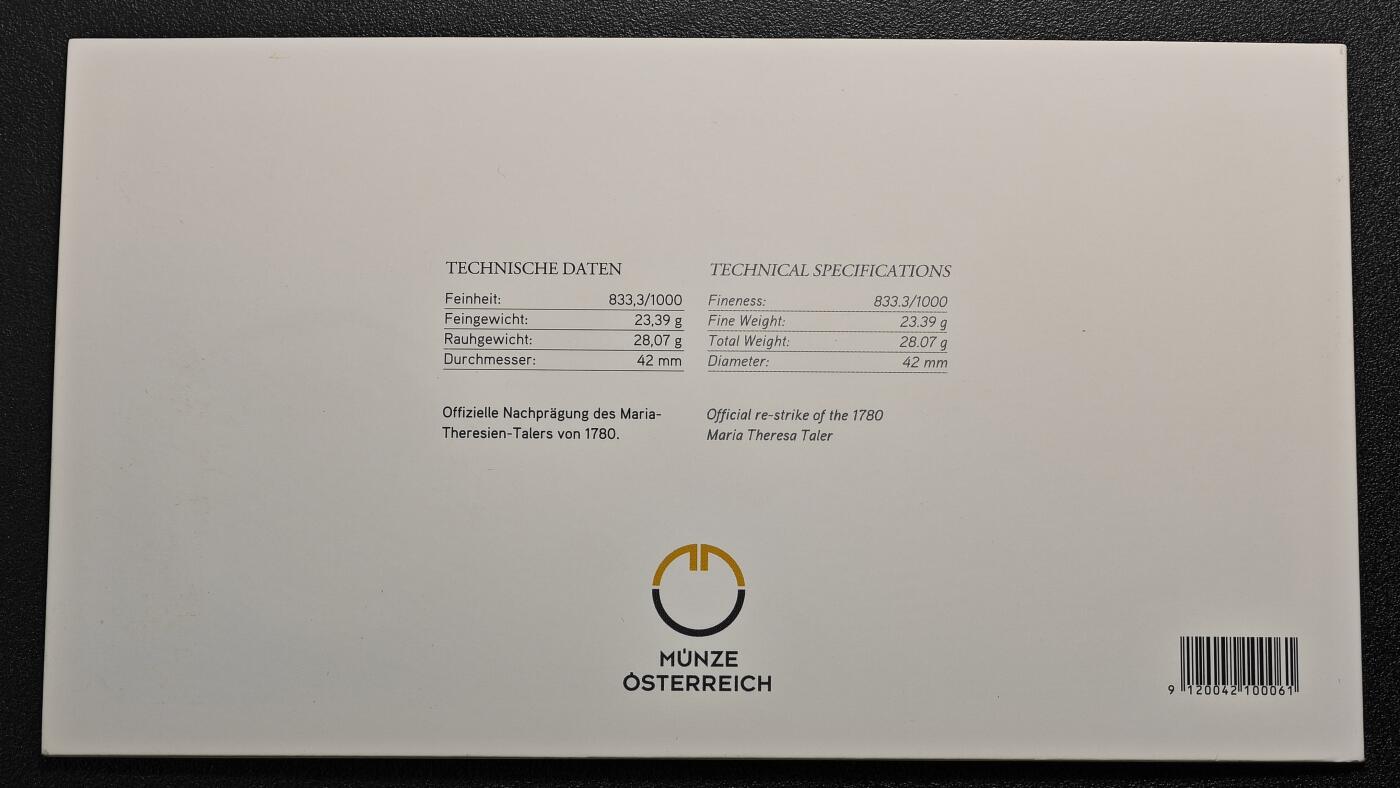 TECHNISCHE DATEN
Feinheit: 833,3/1000
Feingewicht: 23,39 g
Rauhgewicht: 28,07 g
Durchmesser: 42 mm
Offizielle Nachprägung des Maria-
Theresien-Talers von 1780.
TECHNICAL SPECIFICATIONS
Fineness: 833.3/1000
Fine Weight: 23.39 g
Total Weight: 28.07 g
Diameter: 42 mm
Official re-strike of the 1780
Maria Theresa Taler
MÜNZE
ÖSTERREICH
9 120042 100061